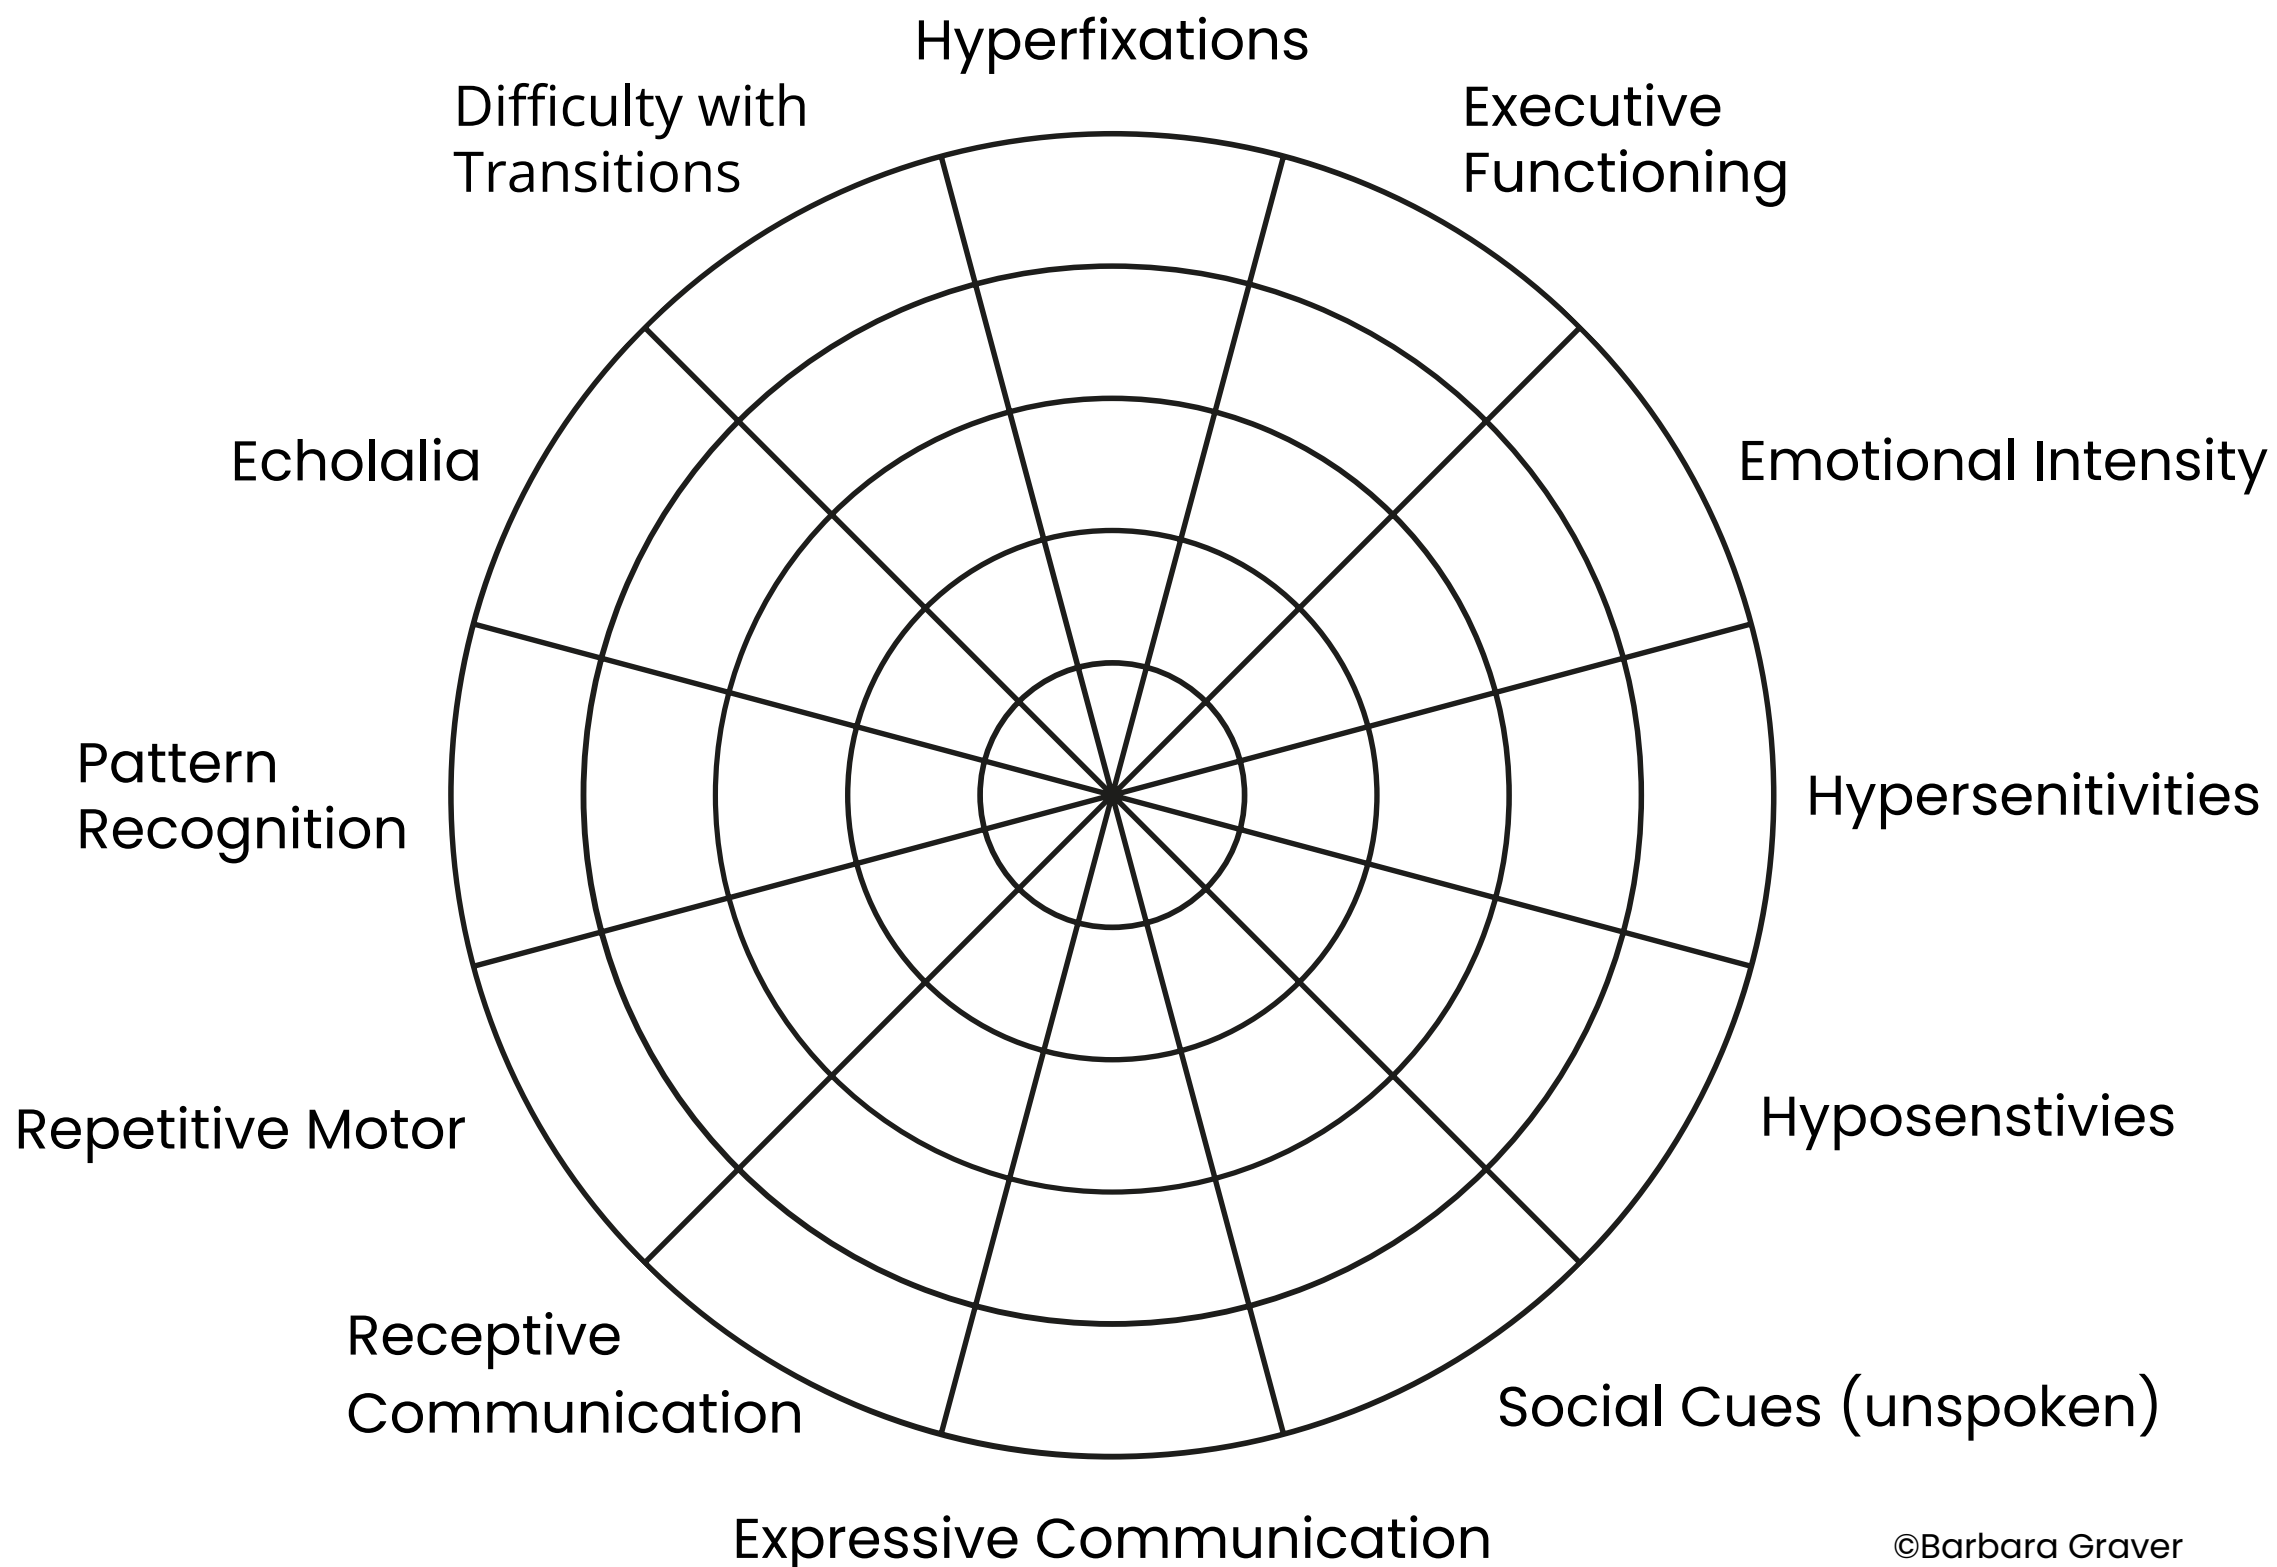 Hyperfixations
Difficulty with
Transitions
Executive
Functioning
Echolalia
Emotional Intensity
Pattern
Recognition
Hypersenitivities
Repetitive Motor
Hyposenstivies
Receptive
Communication
Social Cues (unspoken)
Expressive Communication
©Barbara Graver